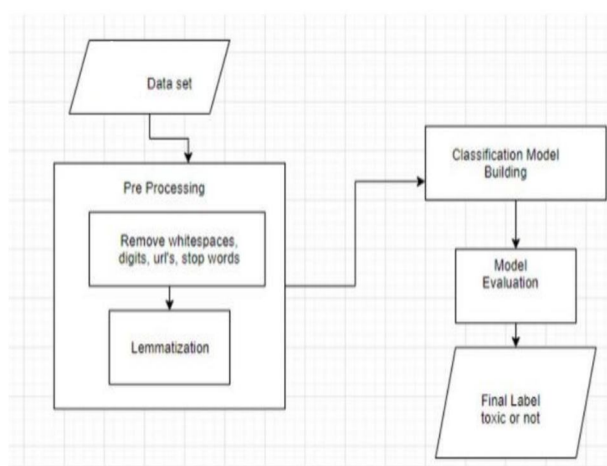 Data set
Pre Processing
Remove whitespaces,
digits, url's, stop words
Lemmatization
Classification Model
Building
Model
Evaluation
Final Label
toxic or not